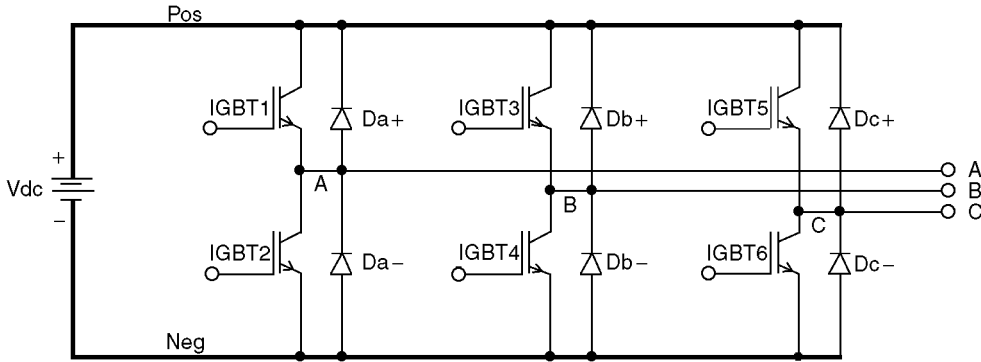 Pos
IGBT1
Da+
IGBT3
Db+
IGBT5
Dc+
+
Vdc
−
A
B
C
A
B
C
IGBT2
Da−
IGBT4
Db−
IGBT6
Dc−
Neg